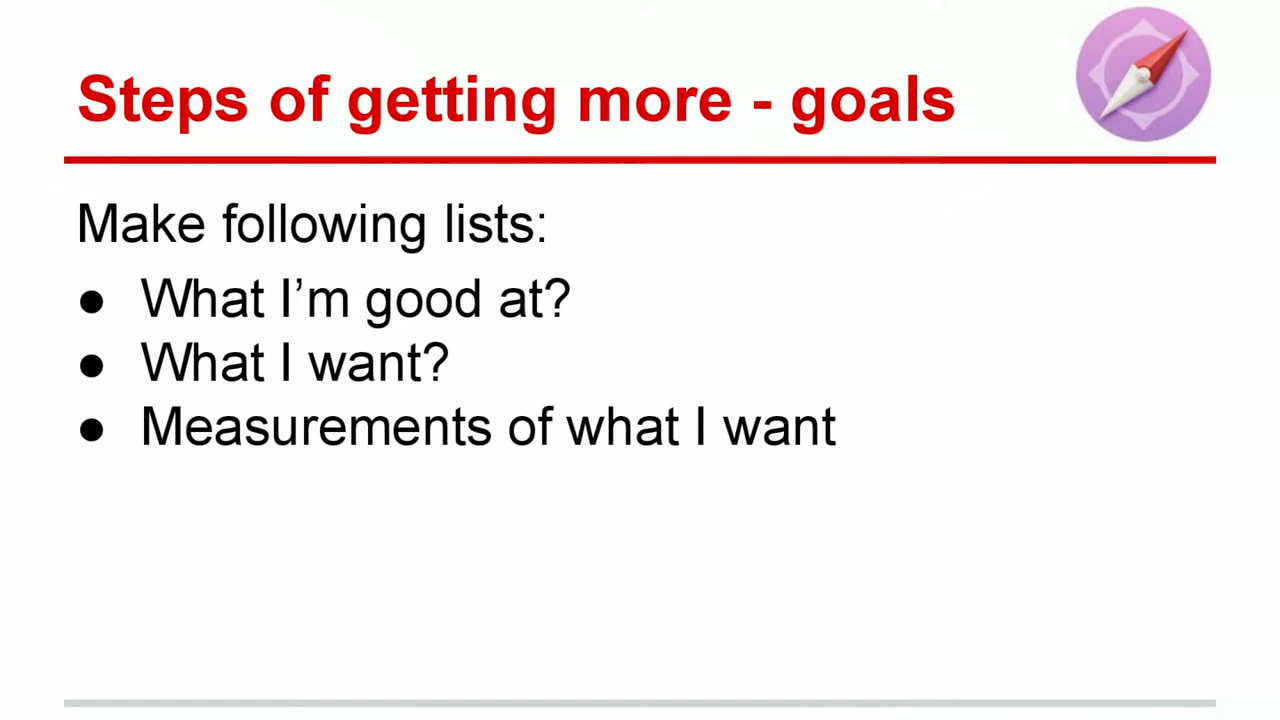 Steps of getting more - goals
Make following lists:
● What I’m good at?
● What I want?
● Measurements of what I want